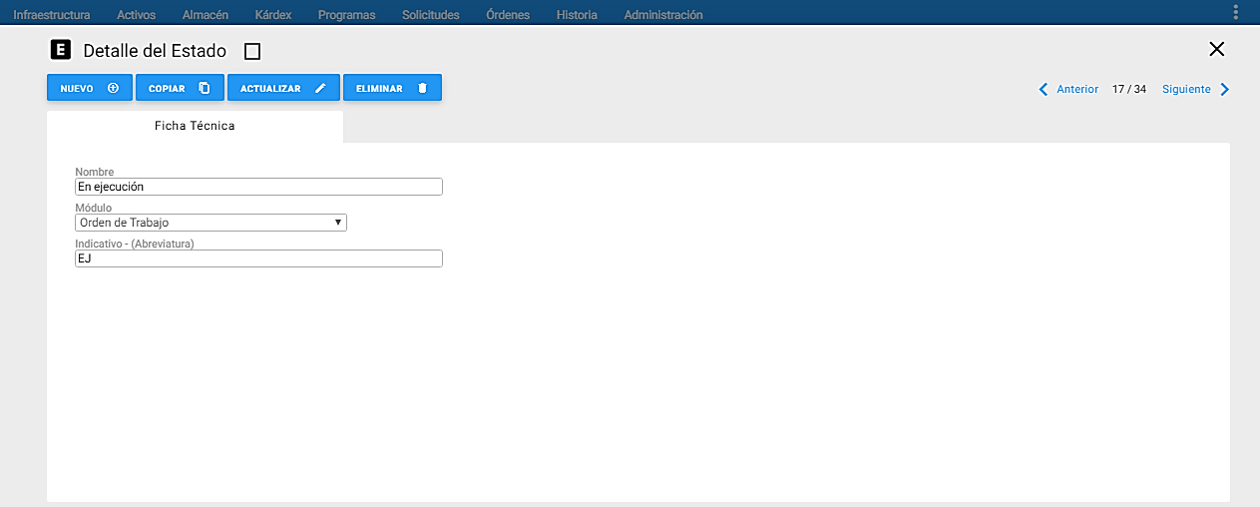 Infraestructura Activos Almacén Kárdex Programas Solicitudes Órdenes Historia Administración
E Detalle del Estado
NUEVO COPIAR ACTUALIZAR ELIMINAR Anterior 17 / 34 Siguiente
Ficha Técnica
Nombre
En ejecución
Módulo
Orden de Trabajo
Indicativo - (Abreviatura)
EJ